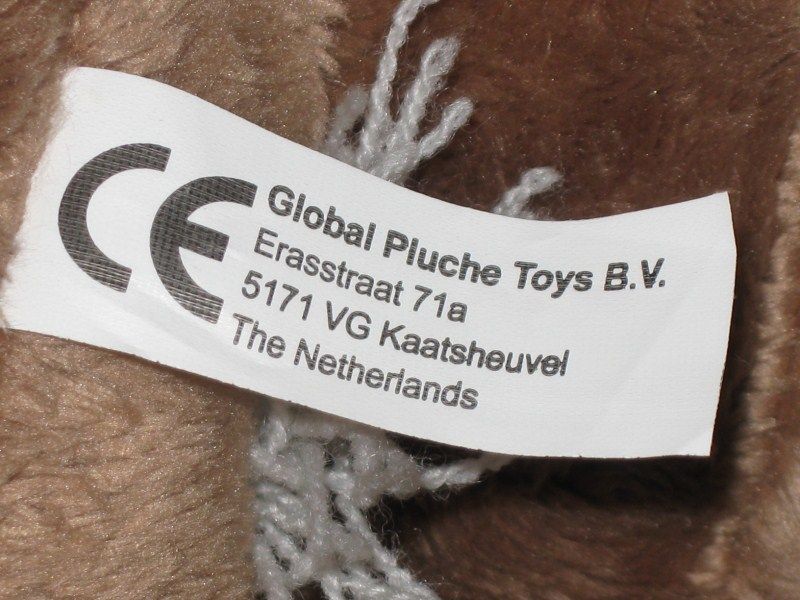 CE
Global Pluche Toys B.V.
Erasstraat 71a
5171 VG Kaatsheuvel
The Netherlands